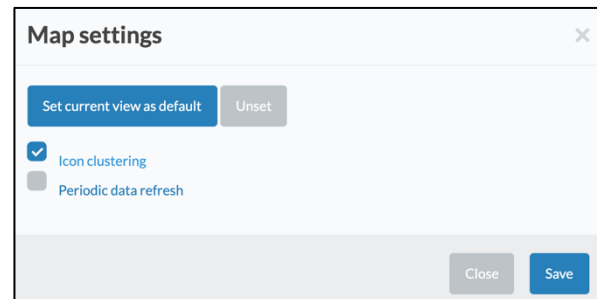 Map settings
Set current view as default Unset
Icon clustering
Periodic data refresh
Close Save